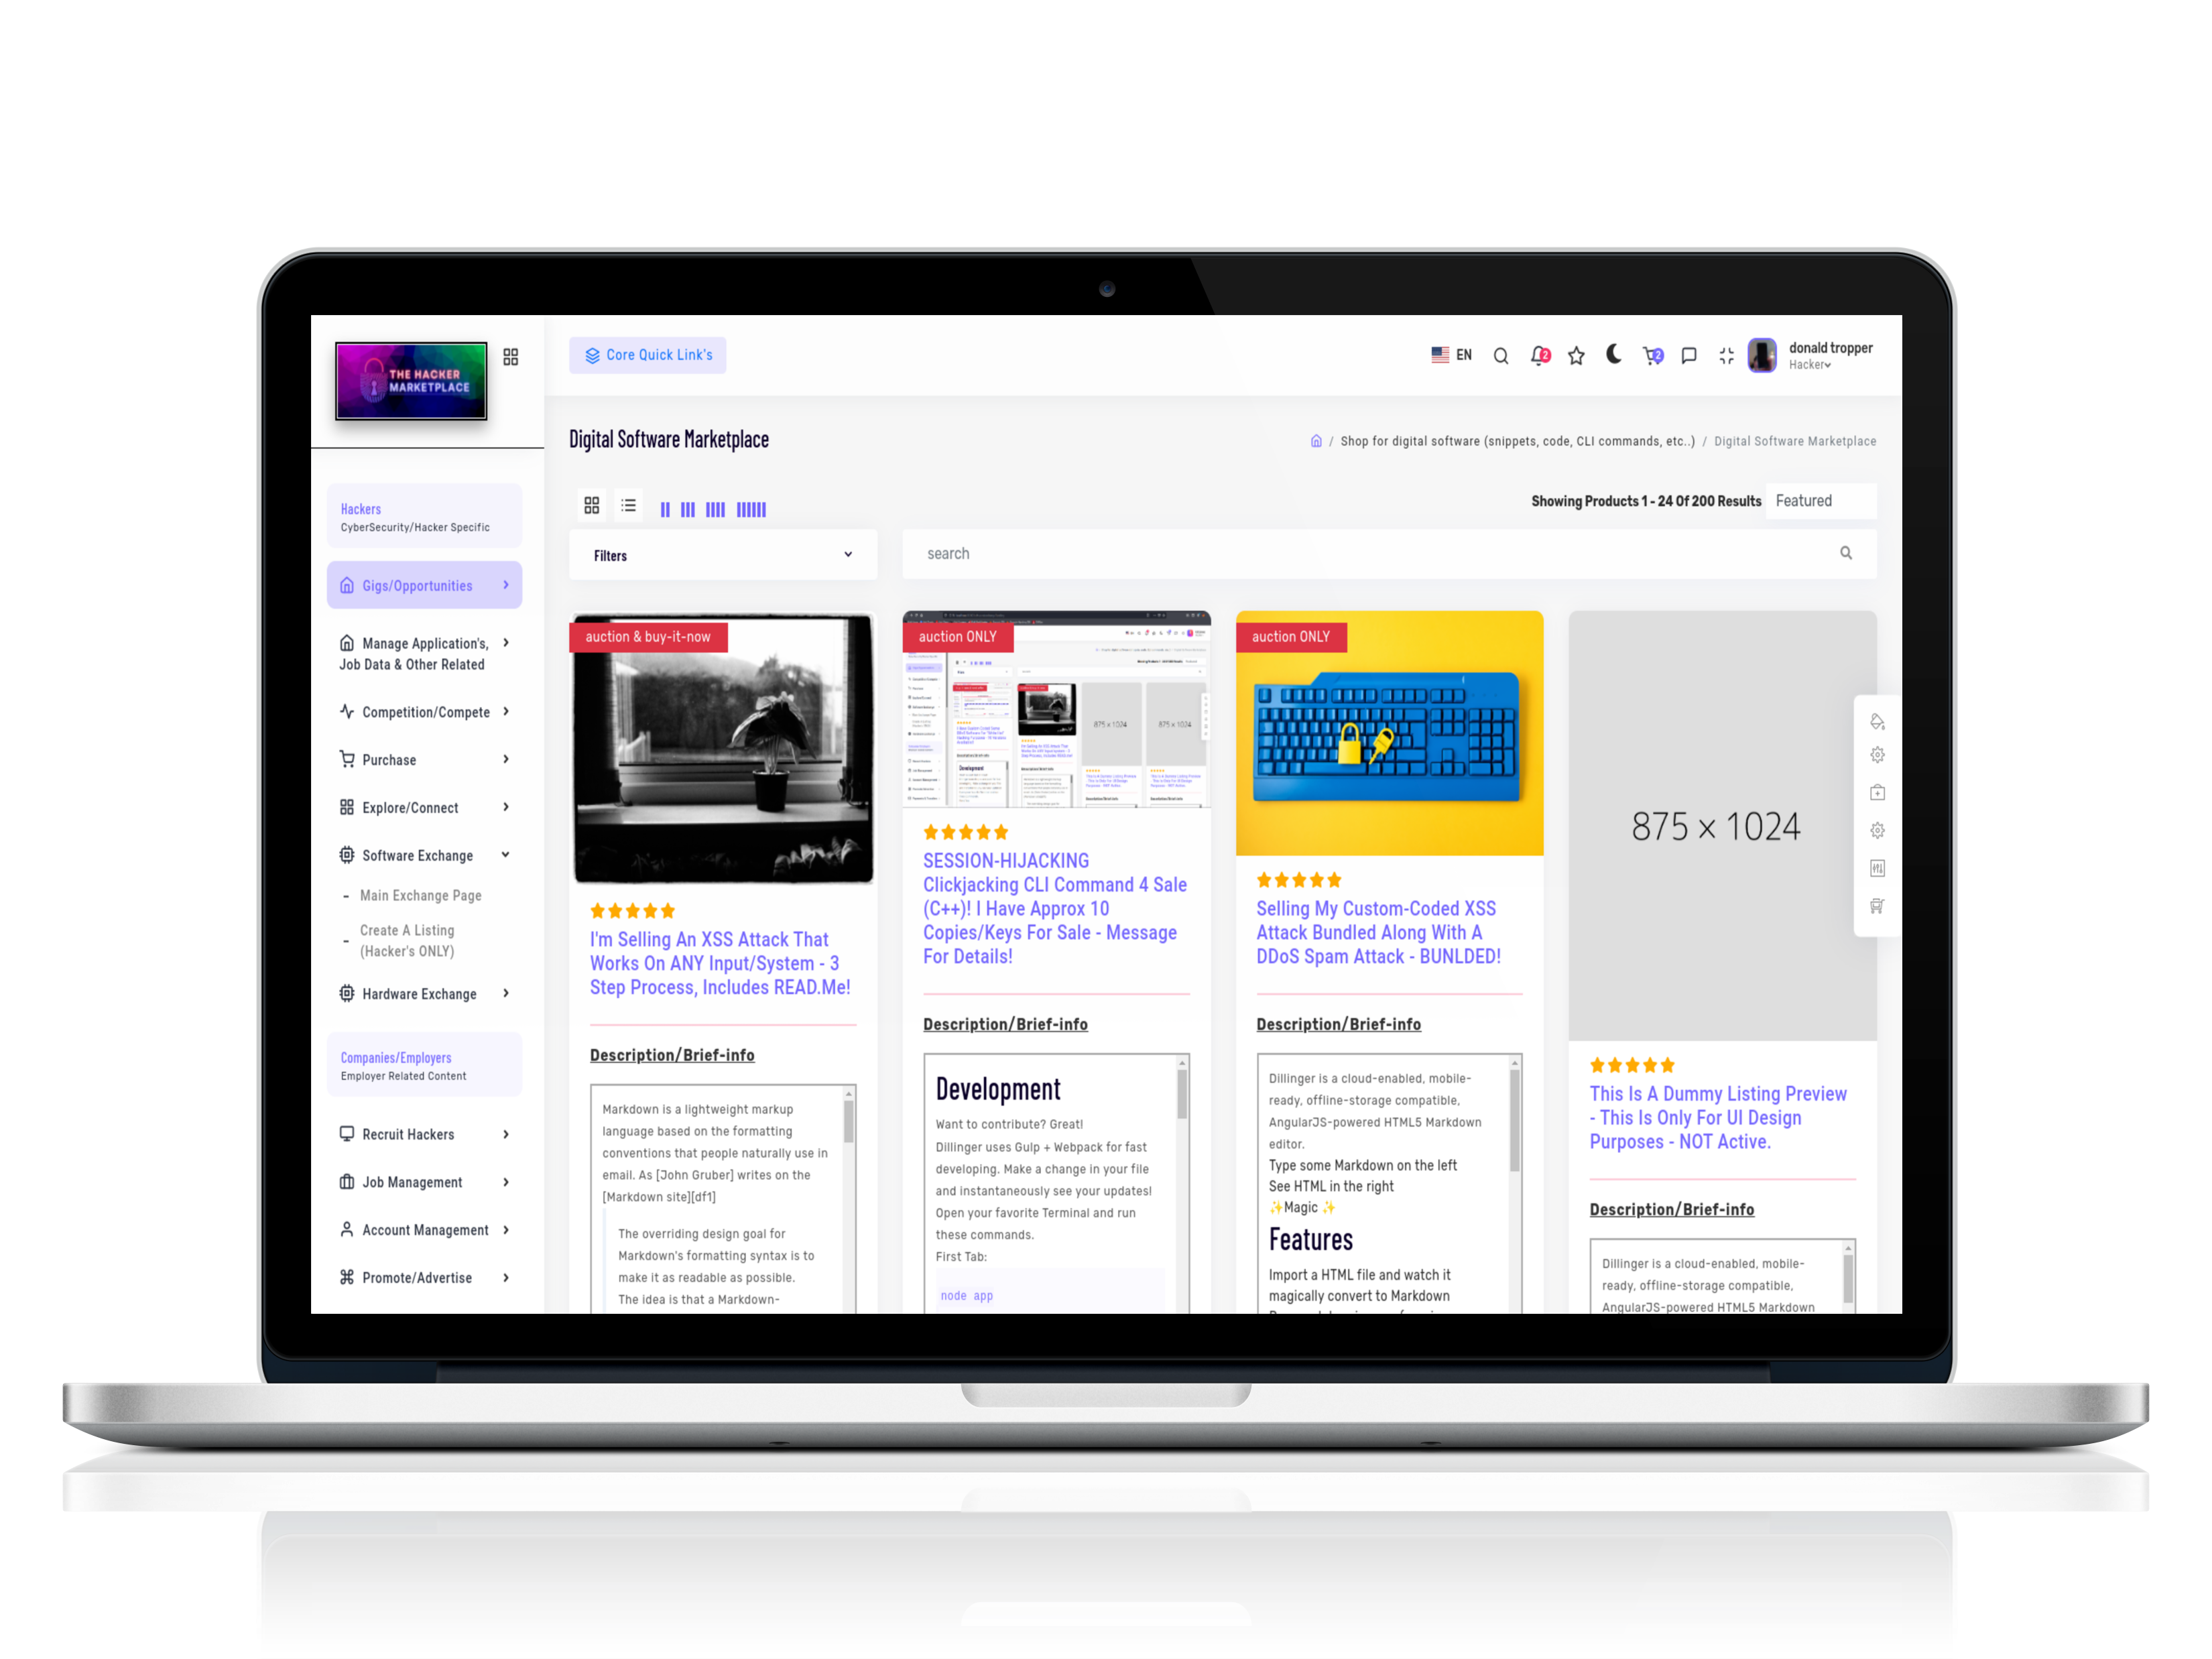 THE HACKER
MARKETPLACE
Core Quick Link's
EN
2
2
donald tropper
Hacker
Digital Software Marketplace
/ Shop for digital software (snippets, code, CLI commands, etc..) / Digital Software Marketplace
Showing Products 1 - 24 Of 200 Results
Featured
Filters
search
Hackers
CyberSecurity/Hacker Specific
Gigs/Opportunities
Manage Application's,
Job Data & Other Related
Competition/Compete
Purchase
Explore/Connect
Software Exchange
- Main Exchange Page
- Create A Listing
(Hacker's ONLY)
Hardware Exchange
Companies/Employers
Employer Related Content
Recruit Hackers
Job Management
Account Management
Promote/Advertise
auction & buy-it-now
I'm Selling An XSS Attack That
Works On ANY Input/System - 3
Step Process, Includes READ.Me!
Description/Brief-info
Markdown is a lightweight markup
language based on the formatting
conventions that people naturally use in
email. As [John Gruber] writes on the
[Markdown site][df1]
The overriding design goal for
Markdown's formatting syntax is to
make it as readable as possible.
The idea is that a Markdown-
auction ONLY
875 x 1024
875 x 1024
Development
SESSION-HIJACKING
Clickjacking CLI Command 4 Sale
(C++)! I Have Approx 10
Copies/Keys For Sale - Message
For Details!
Description/Brief-info
Development
Want to contribute? Great!
Dillinger uses Gulp + Webpack for fast
developing. Make a change in your file
and instantaneously see your updates!
Open your favorite Terminal and run
these commands.
First Tab:
node app
auction ONLY
Selling My Custom-Coded XSS
Attack Bundled Along With A
DDoS Spam Attack - BUNLDED!
Description/Brief-info
Dillinger is a cloud-enabled, mobile-
ready, offline-storage compatible,
AngularJS-powered HTML5 Markdown
editor.
Type some Markdown on the left
See HTML in the right
✨Magic ✨
Features
Import a HTML file and watch it
magically convert to Markdown
875 x 1024
This Is A Dummy Listing Preview
- This Is Only For UI Design
Purposes - NOT Active.
Description/Brief-info
Dillinger is a cloud-enabled, mobile-
ready, offline-storage compatible,
AngularJS-powered HTML5 Markdown